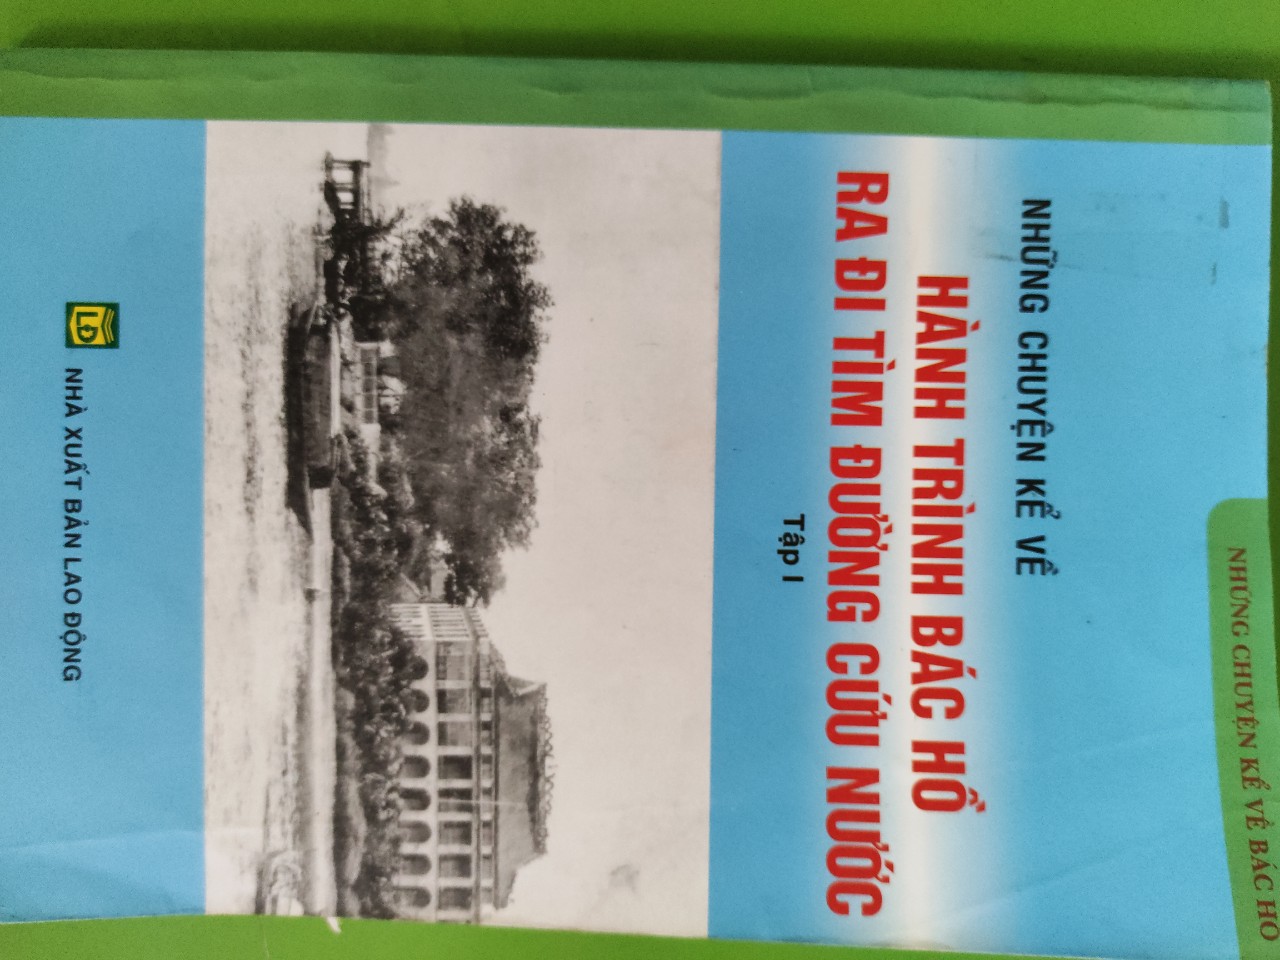 NHỮNG CHUYỆN KỂ VỀ BÁC HỒ
NHỮNG CHUYỆN KỂ VỀ
HÀNH TRÌNH BÁC HỒ
RA ĐI TÌM ĐƯỜNG CỨU NƯỚC
Tập I
LĐ
NHÀ XUẤT BẢN LAO ĐỘNG